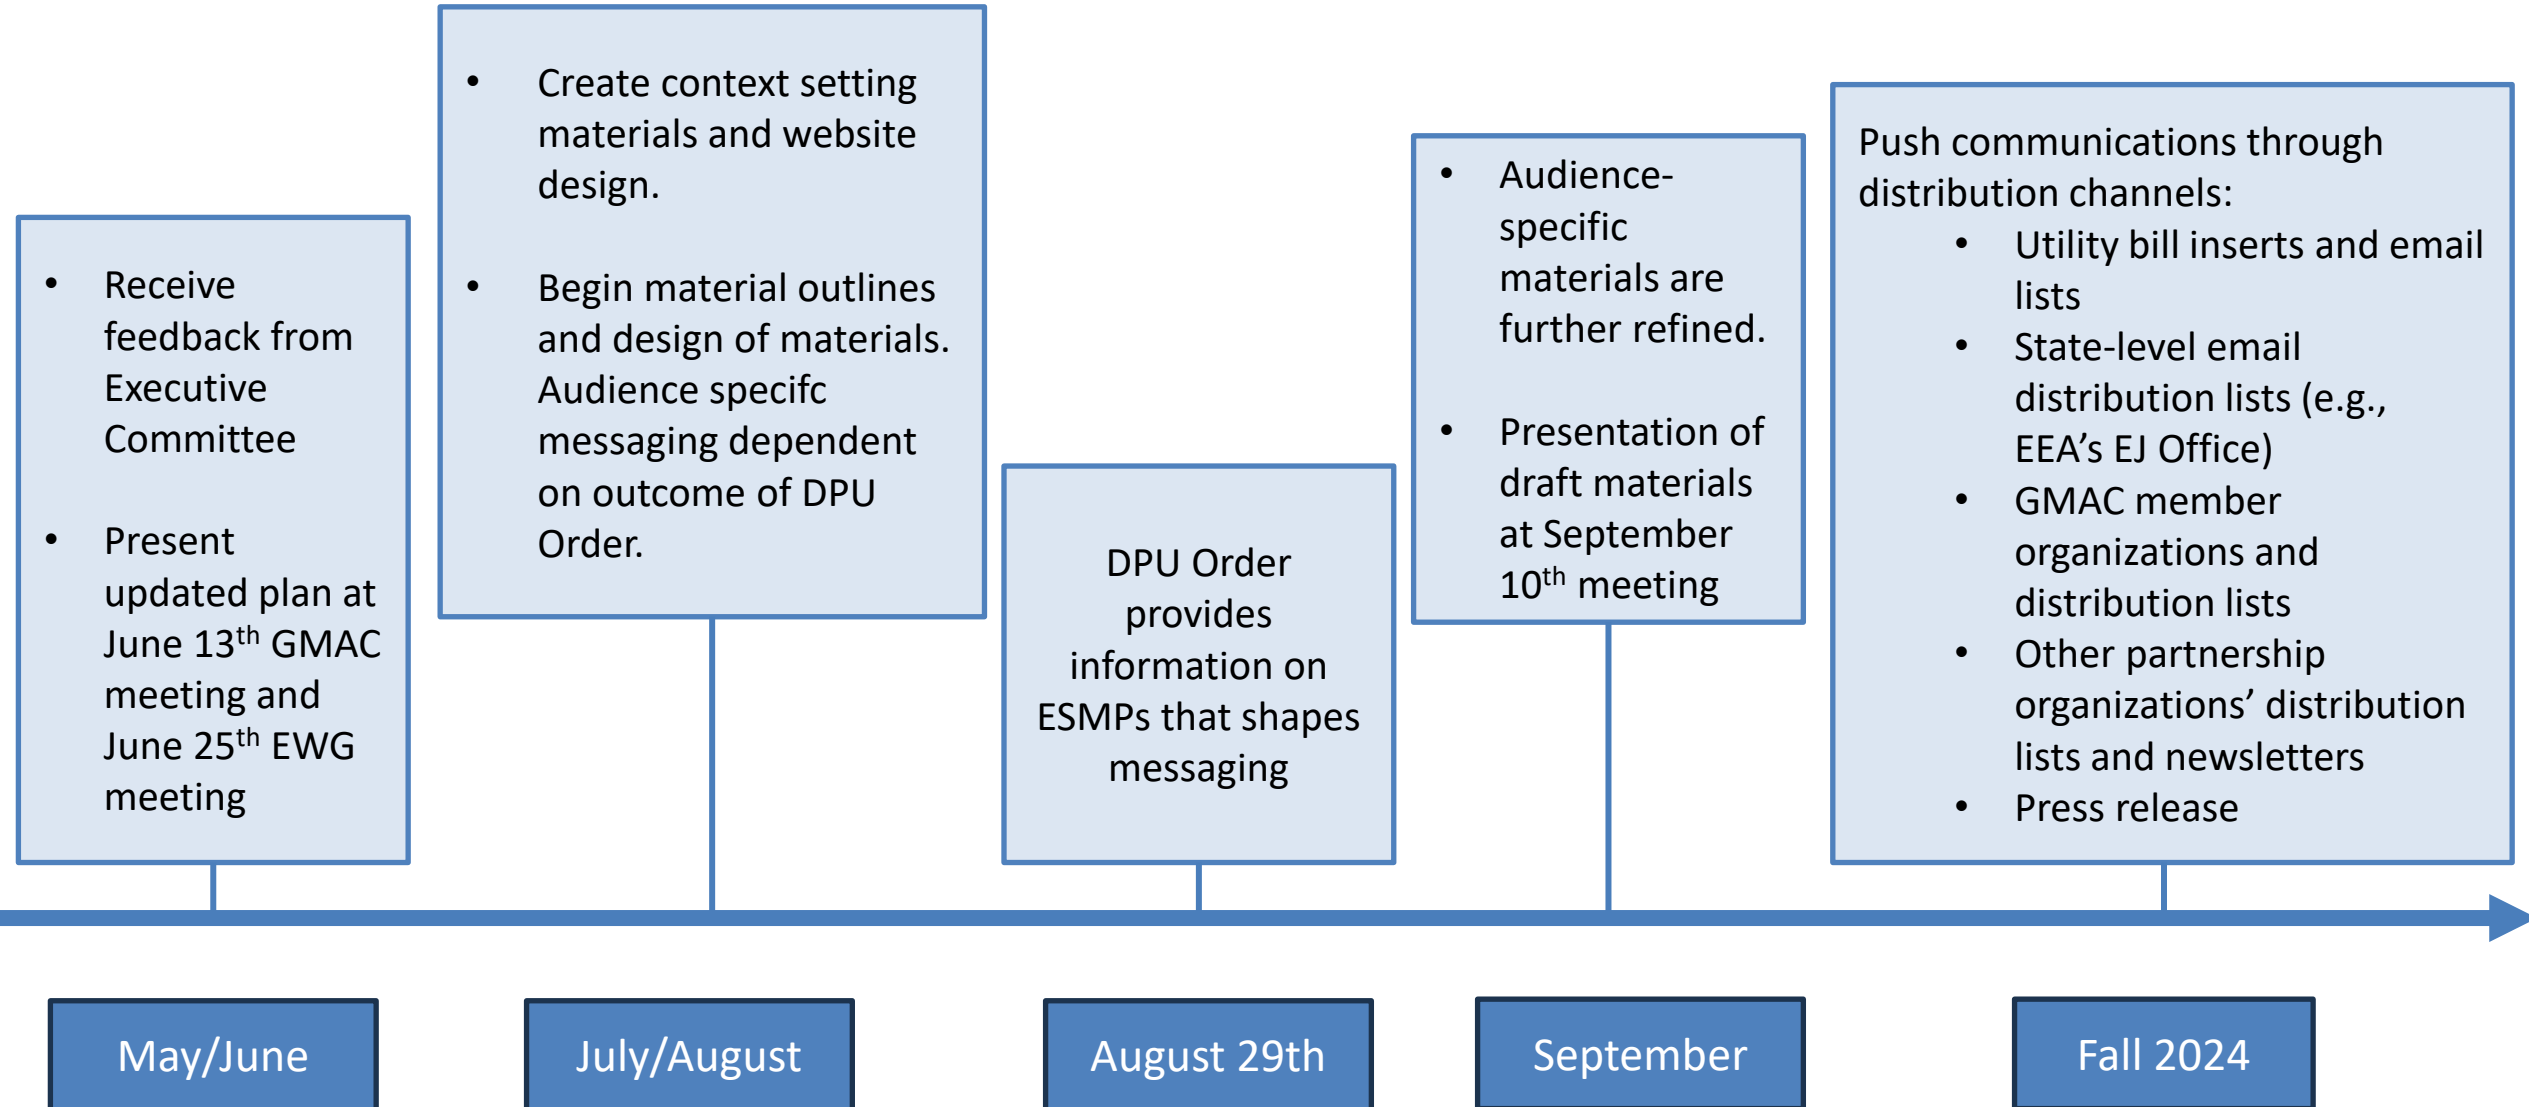 • Receive
feedback from
Executive
Committee
• Present
updated plan at
June 13th GMAC
meeting and
June 25th EWG
meeting
• Create context setting
materials and website
design.
• Begin material outlines
and design of materials.
Audience specifc
messaging dependent
on outcome of DPU
Order.
DPU Order
provides
information on
ESMPs that shapes
messaging
• Audience-
specific
materials are
further refined.
• Presentation of
draft materials
at September
10th meeting
Push communications through
distribution channels:
• Utility bill inserts and email
lists
• State-level email
distribution lists (e.g.,
EEA’s EJ Office)
• GMAC member
organizations and
distribution lists
• Other partnership
organizations’ distribution
lists and newsletters
• Press release
May/June
July/August
August 29th
September
Fall 2024